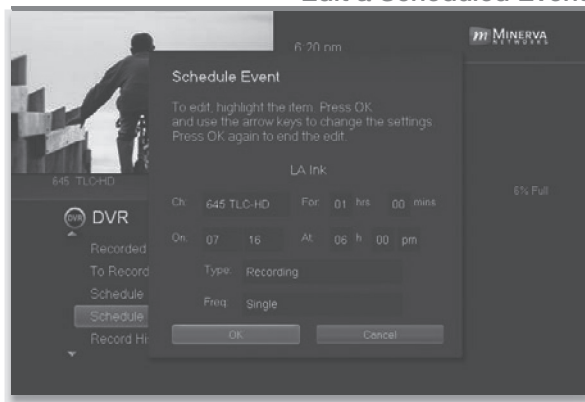 Edit a Scheduled Event
6:20 pm
m MINERVA
NETWORKS
Schedule Event
To edit, highlight the item. Press OK
and use the arrow keys to change the settings
Press OK again to end the edit.
LA Ink
645 TLC-HD
6% Full
Ch: 645 TLC-HD For: 01 hrs 00 mins
On: 07 16 At: 06 h 00 pm
Type: Recording
Freq: Single
OK Cancel
DVR
Recorded
To Record
Schedule
Schedule
Record Hi